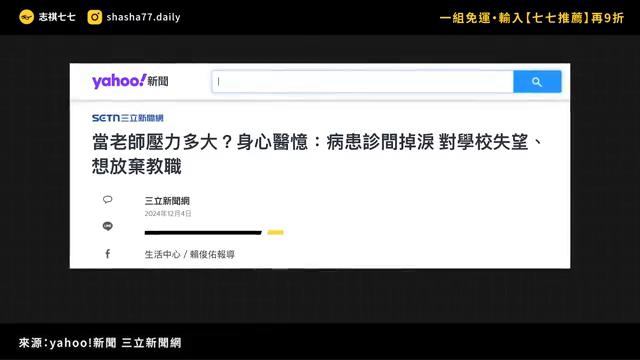 志祺七七
shasha77.daily
一組免運・輸入【七七推薦】再9折
yahoo!新聞
SETN三立新聞網
當老師壓力多大？身心醫憶：病患診間掉淚 對學校失望、
想放棄教職
三立新聞網
2024年12月4日
LINE
生活中心 / 賴俊佑報導
來源：yahoo!新聞 三立新聞網